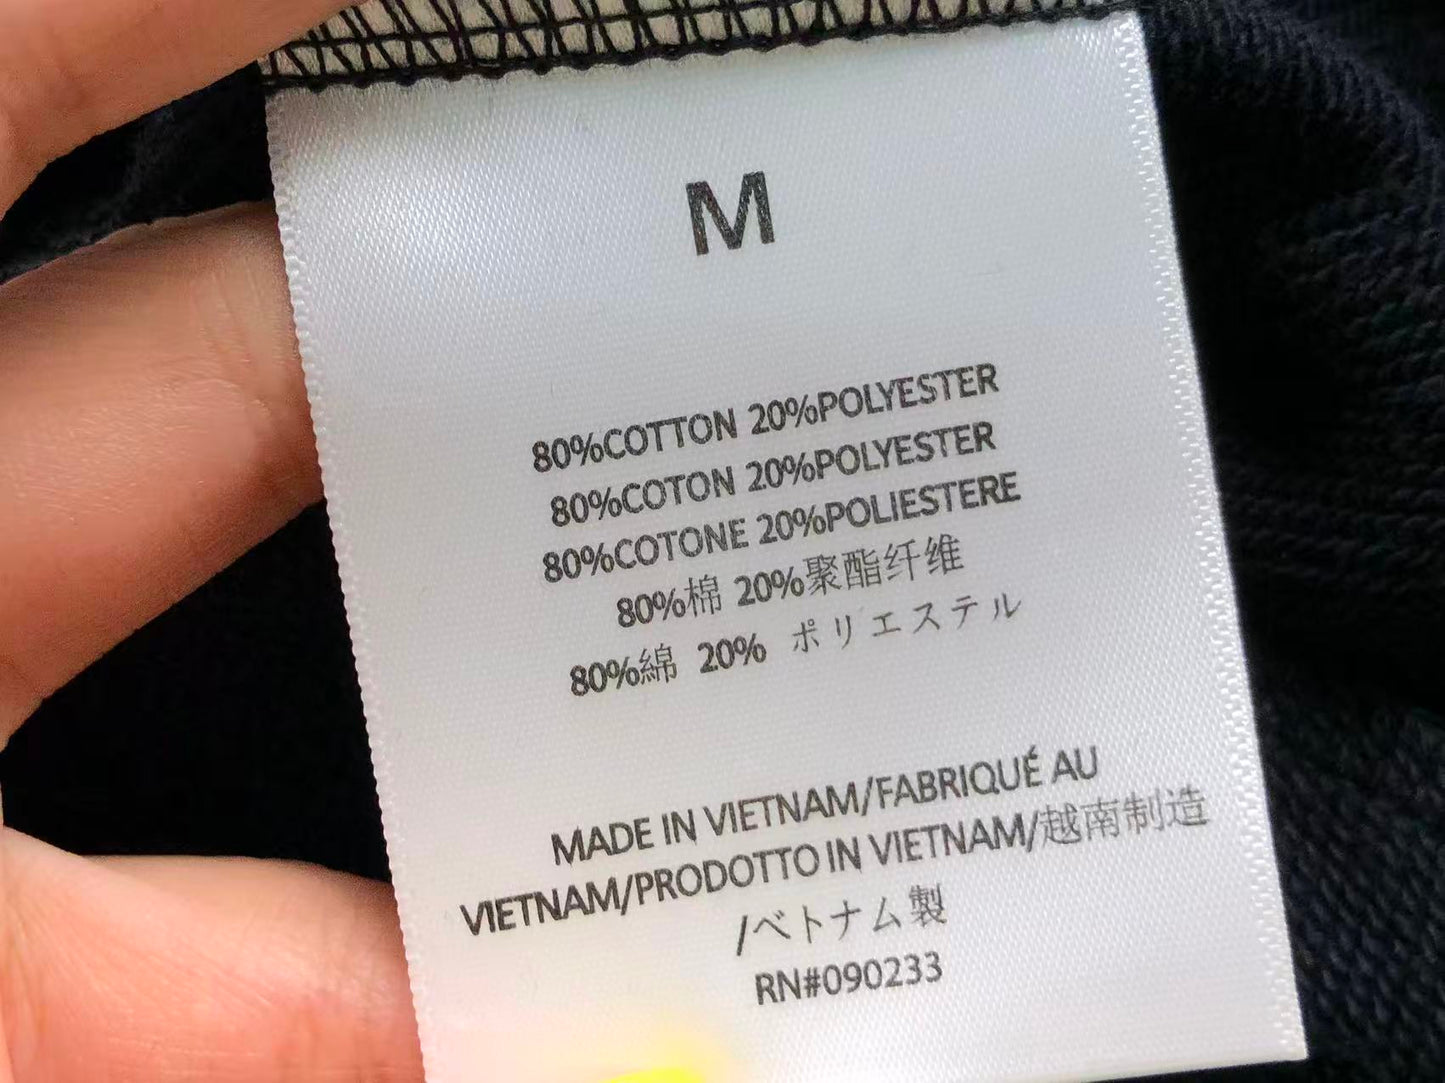 M
80%COTTON 20%POLYESTER
80%COTON 20%POLYESTER
80%COTONE 20%POLIESTERE
80%棉 20%聚酯纤维
80%綿 20% ポリエステル
MADE IN VIETNAM/FABRIQUÉ AU
VIETNAM/PRODOTTO IN VIETNAM/越南制造
/ベトナム製
RN#090233